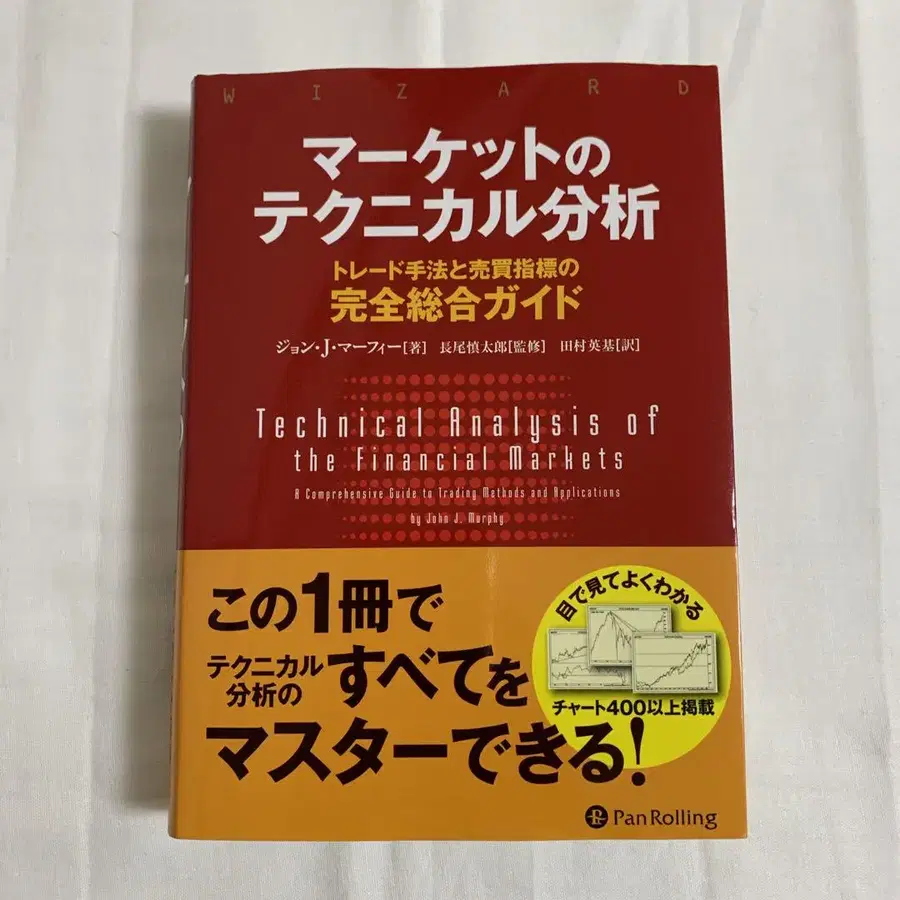 WIZARD
マーケットの
テクニカル分析
トレード手法と売買指標の
完全総合ガイド
ジョン・J・マーフィー[著] 長尾慎太郎[監修] 田村英基[訳]
Technical Analysis of
the Financial Markets
A Comprehensive Guide to Trading Methods and Applications
by John J. Murphy
この1冊で
テクニカル
分析の
すべてを
マスターできる!
目で見てよくわかる
チャート400以上掲載
PanRolling